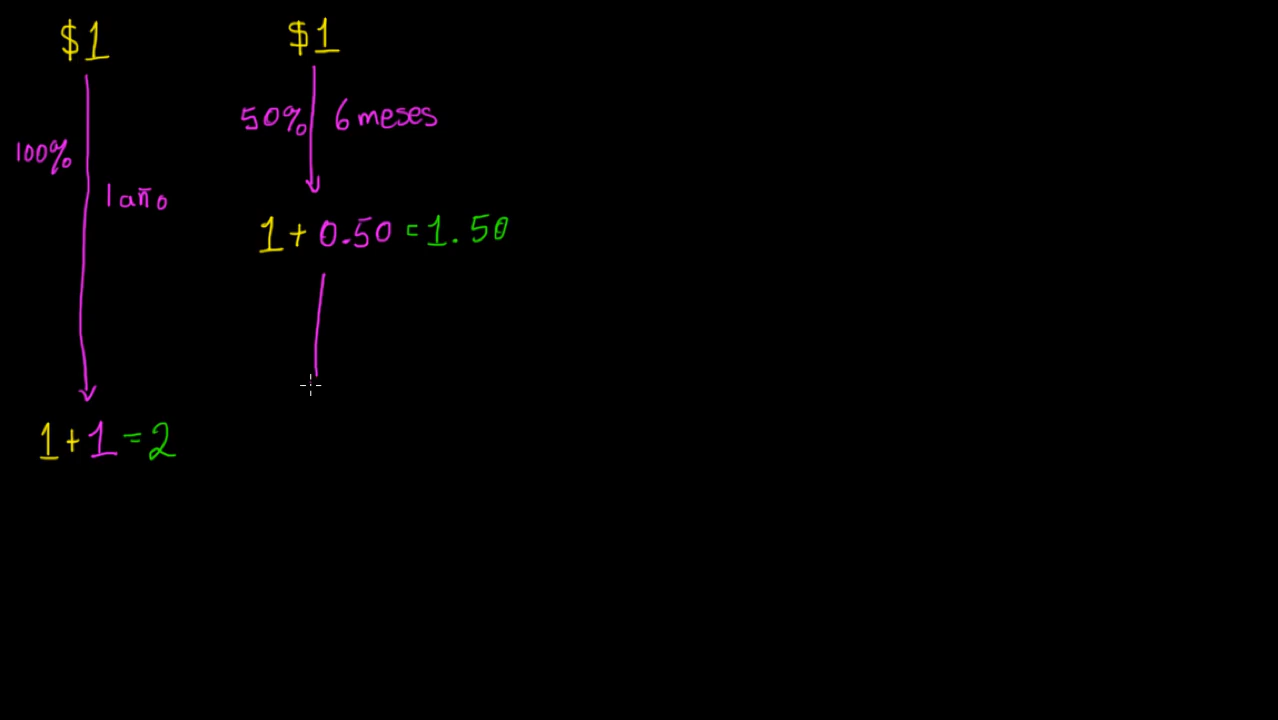 $1
100%
1 año
1 + 1 = 2
$1
50% 6 meses
1 + 0.50 = 1.50